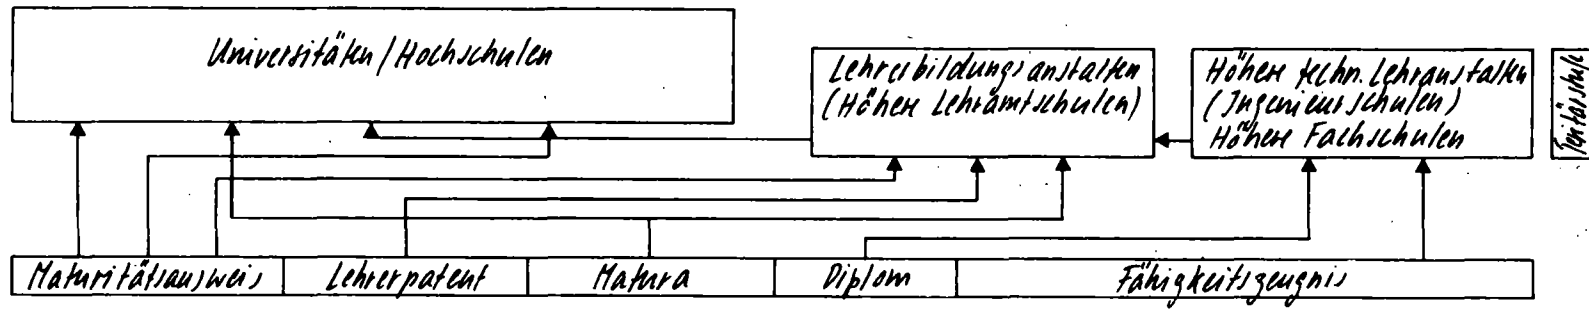 Universitäten/Hochschulen
Lehrerbildungsanstalten
(Höhere Lehramtschulen)
Höhere techn. Lehranstalten
(Ingenieurschulen)
Höhere Fachschulen
Tertiärstufe
Maturitätsausweis
Lehrerpatent
Matura
Diplom
Fähigkeitszeugnis